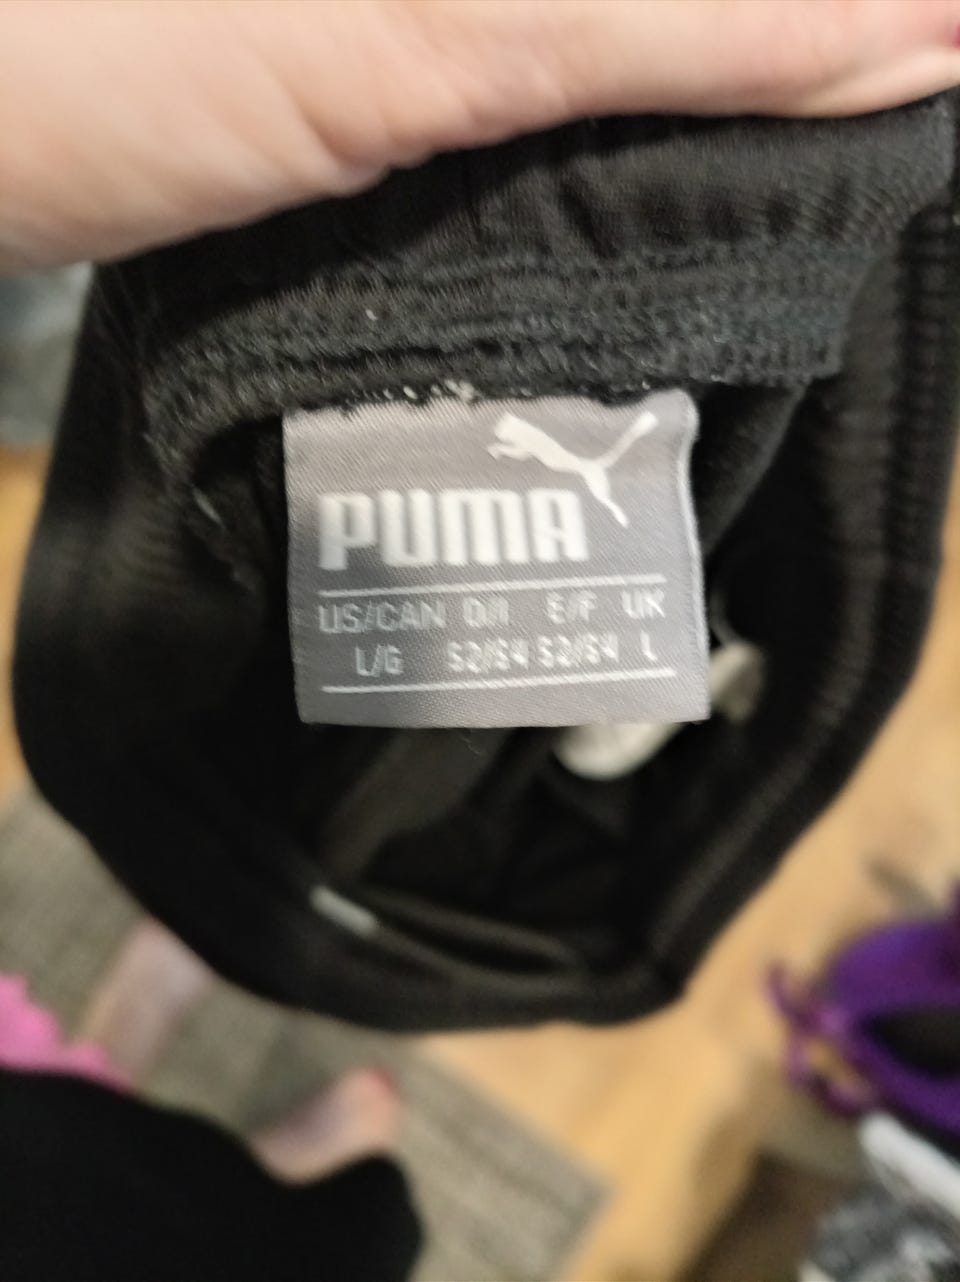 PUMA
US/CAN D/I E/F UK
L/G 52/54 52/54 L